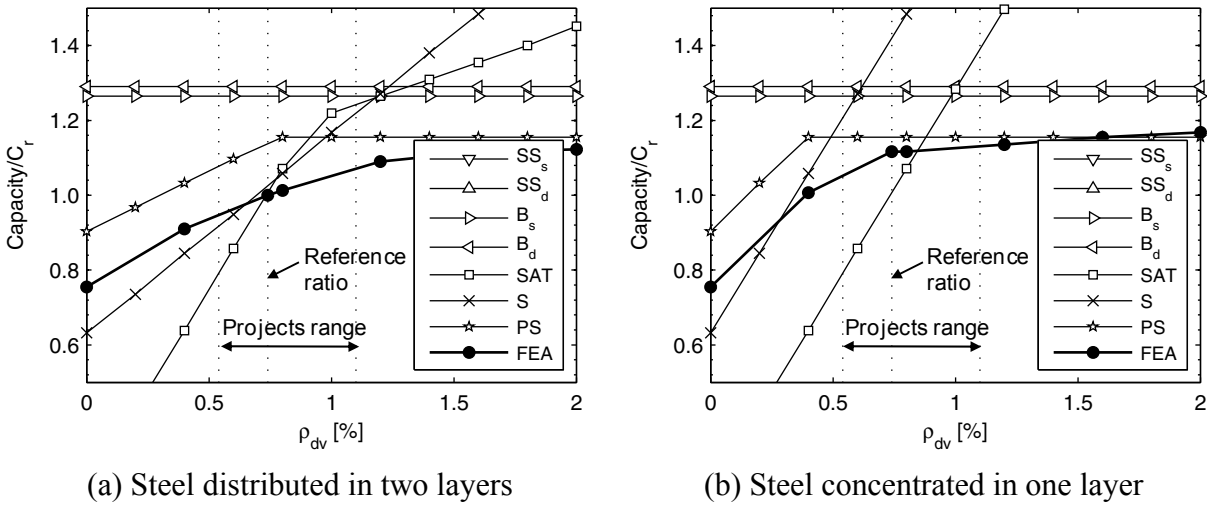 (a)
(b)
Capacity/C_r
1.4
1.2
1.0
0.8
0.6
0
0.5
1
1.5
2
ρ_dv [%]
Reference
ratio
Projects range
SS_s
SS_d
B_s
B_d
SAT
S
PS
FEA
Capacity/C_r
1.4
1.2
1.0
0.8
0.6
0
0.5
1
1.5
2
ρ_dv [%]
Reference
ratio
Projects range
SS_s
SS_d
B_s
B_d
SAT
S
PS
FEA
(a) Steel distributed in two layers
(b) Steel concentrated in one layer